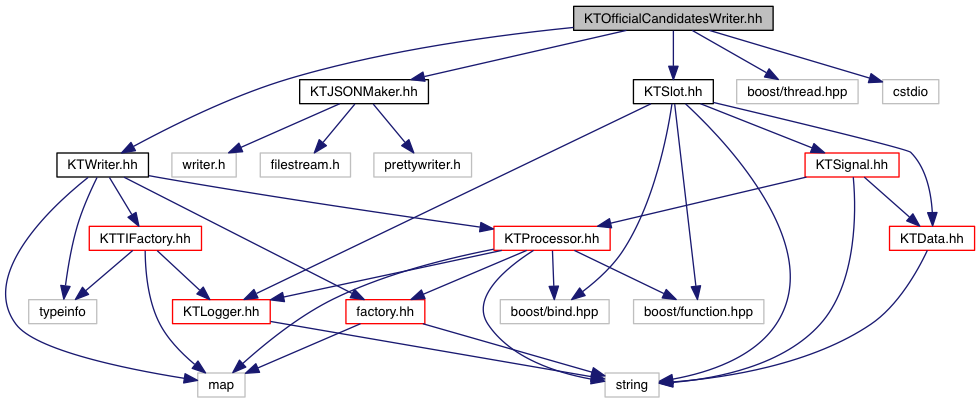 KTOfficialCandidatesWriter.hh
KTJSONMaker.hh
KTSlot.hh
boost/thread.hpp
cstdio
KTWriter.hh
writer.h
filestream.h
prettywriter.h
KTSignal.hh
KTTIFactory.hh
KTProcessor.hh
KTData.hh
typeinfo
KTLogger.hh
factory.hh
boost/bind.hpp
boost/function.hpp
map
string